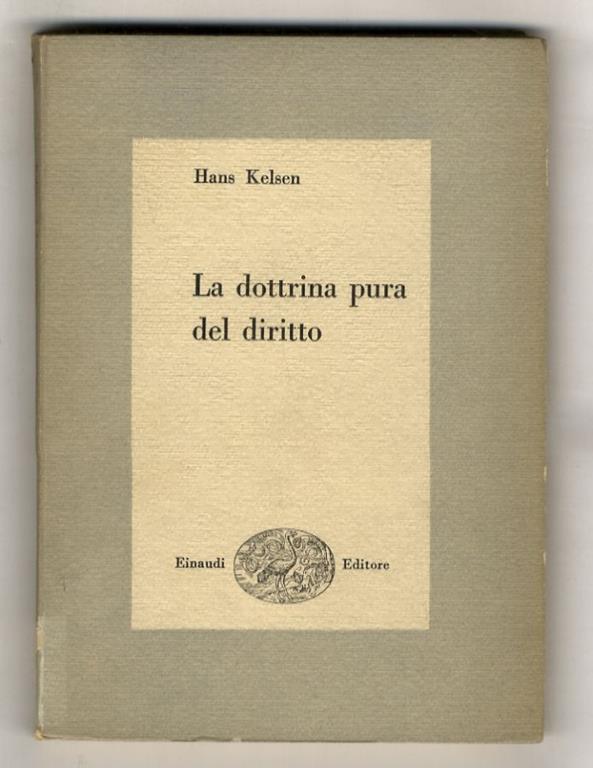 Hans Kelsen
La dottrina pura
del diritto
Einaudi Editore